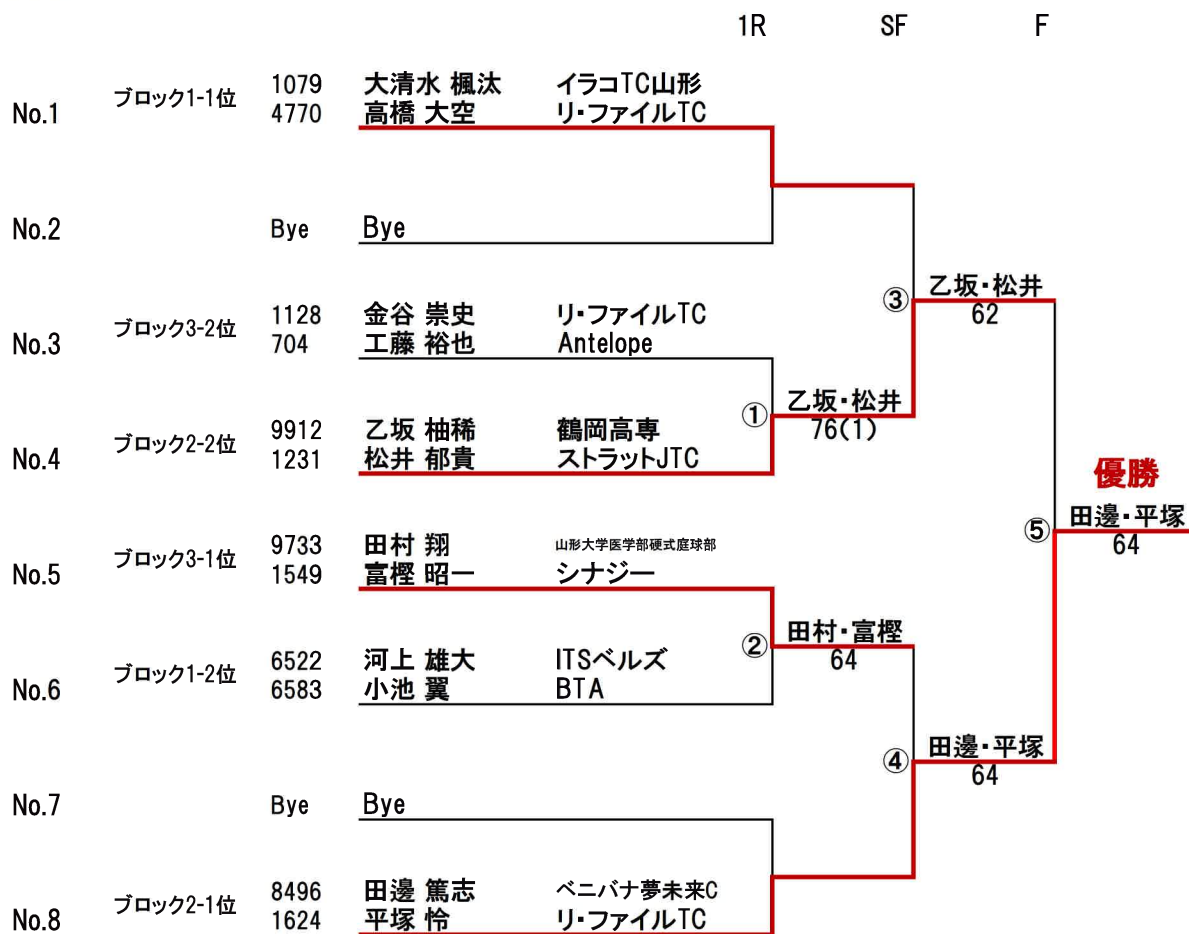 1R SF F
ブロック1-1位 1079 大清水 楓汰 イラコTC山形
No.1 4770 高橋 大空 リ・ファイルTC
No.2 Bye Bye
③ 乙坂・松井
62
ブロック3-2位 1128 金谷 崇史 リ・ファイルTC
No.3 704 工藤 裕也 Antelope
① 乙坂・松井
76(1)
ブロック2-2位 9912 乙坂 柚稀 鶴岡高専
No.4 1231 松井 郁貴 ストラットJTC
優勝
⑤ 田邊・平塚
64
ブロック3-1位 9733 田村 翔 山形大学医学部硬式庭球部
No.5 1549 富樫 昭一 シナジー
② 田村・富樫
64
ブロック1-2位 6522 河上 雄大 ITSベルズ
No.6 6583 小池 翼 BTA
④ 田邊・平塚
64
No.7 Bye Bye
ブロック2-1位 8496 田邊 篤志 ベニバナ夢未来C
No.8 1624 平塚 怜 リ・ファイルTC